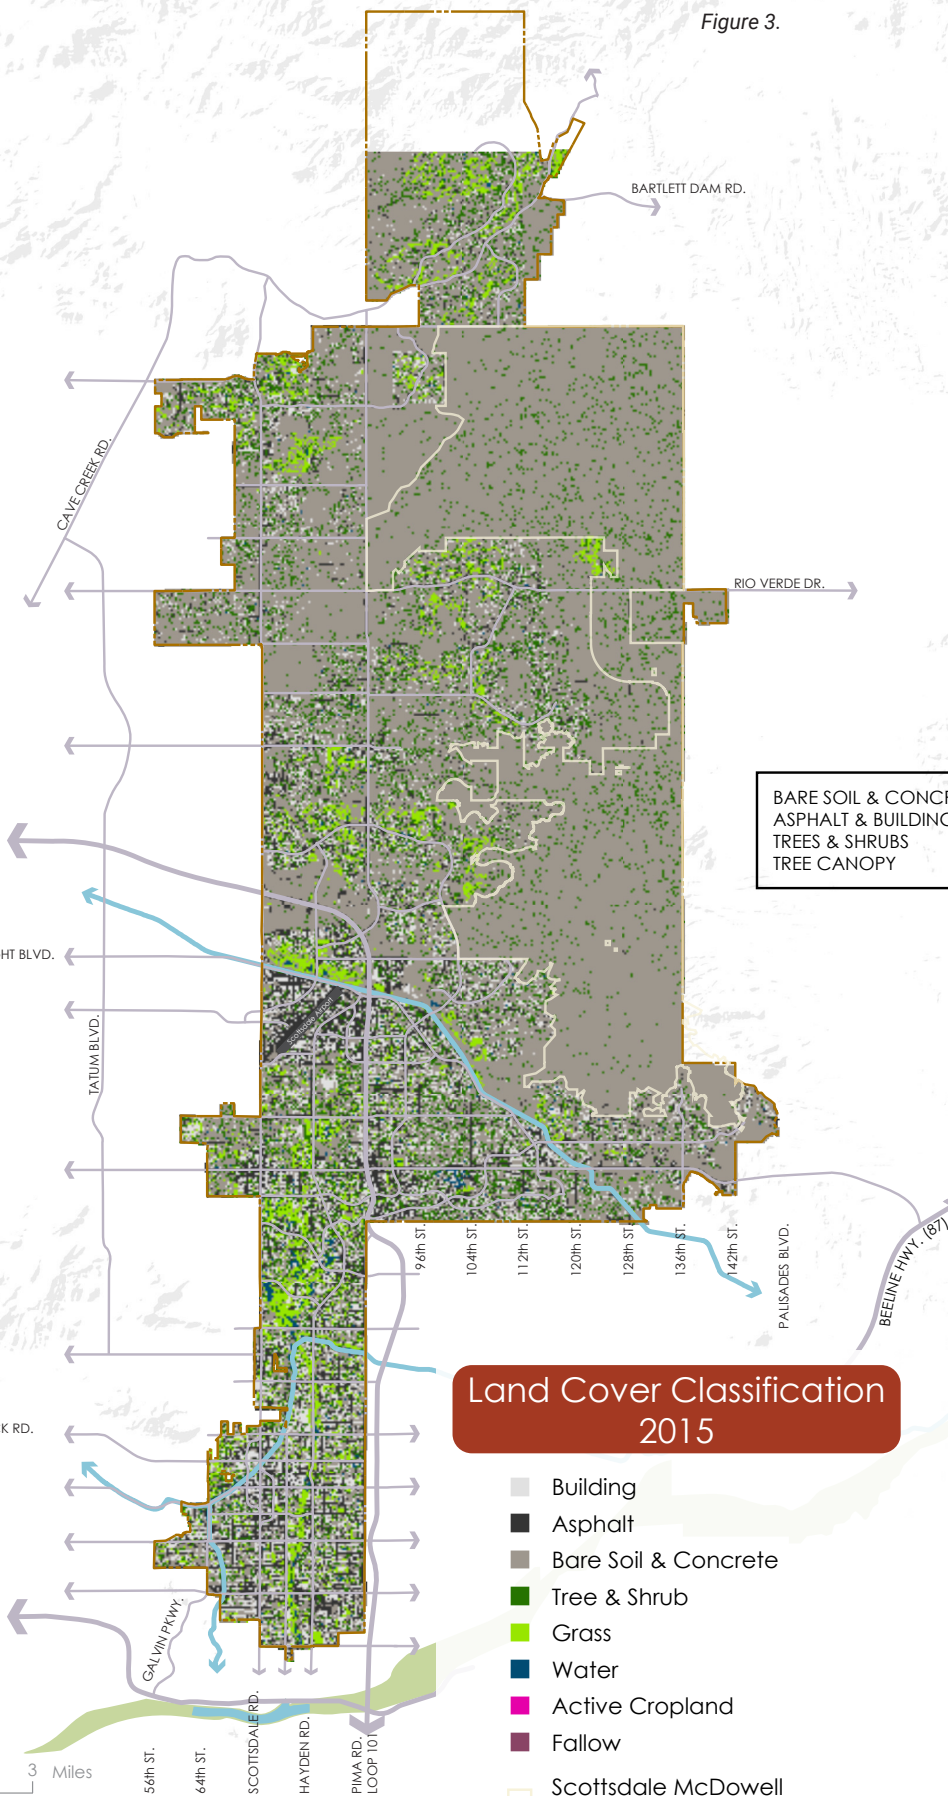 Figure 3.
BARTLETT DAM RD.
CAVE CREEK RD.
RIO VERDE DR.
BARE SOIL & CONCR
ASPHALT & BUILDING
TREES & SHRUBS
TREE CANOPY
HT BLVD.
Scottsdale Airport
TATUM BLVD.
96th ST.
104th ST.
112th ST.
120th ST.
128th ST.
136th ST.
142th ST.
PALISADES BLVD.
BEELINE HWY. (87)
Land Cover Classification
2015
K RD.
Building
Asphalt
Bare Soil & Concrete
Tree & Shrub
Grass
Water
Active Cropland
Fallow
Scottsdale McDowell
GALVIN PKWY.
3 Miles
56th ST.
64th ST.
SCOTTSDALE RD.
HAYDEN RD.
PIMA RD.
LOOP 101